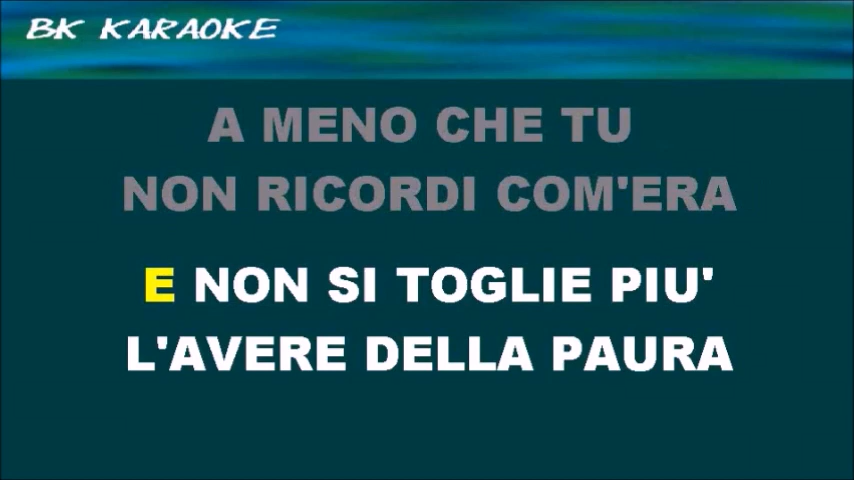 BK KARAOKE
A MENO CHE TU
NON RICORDI COM'ERA
E NON SI TOGLIE PIU'
L'AVERE DELLA PAURA